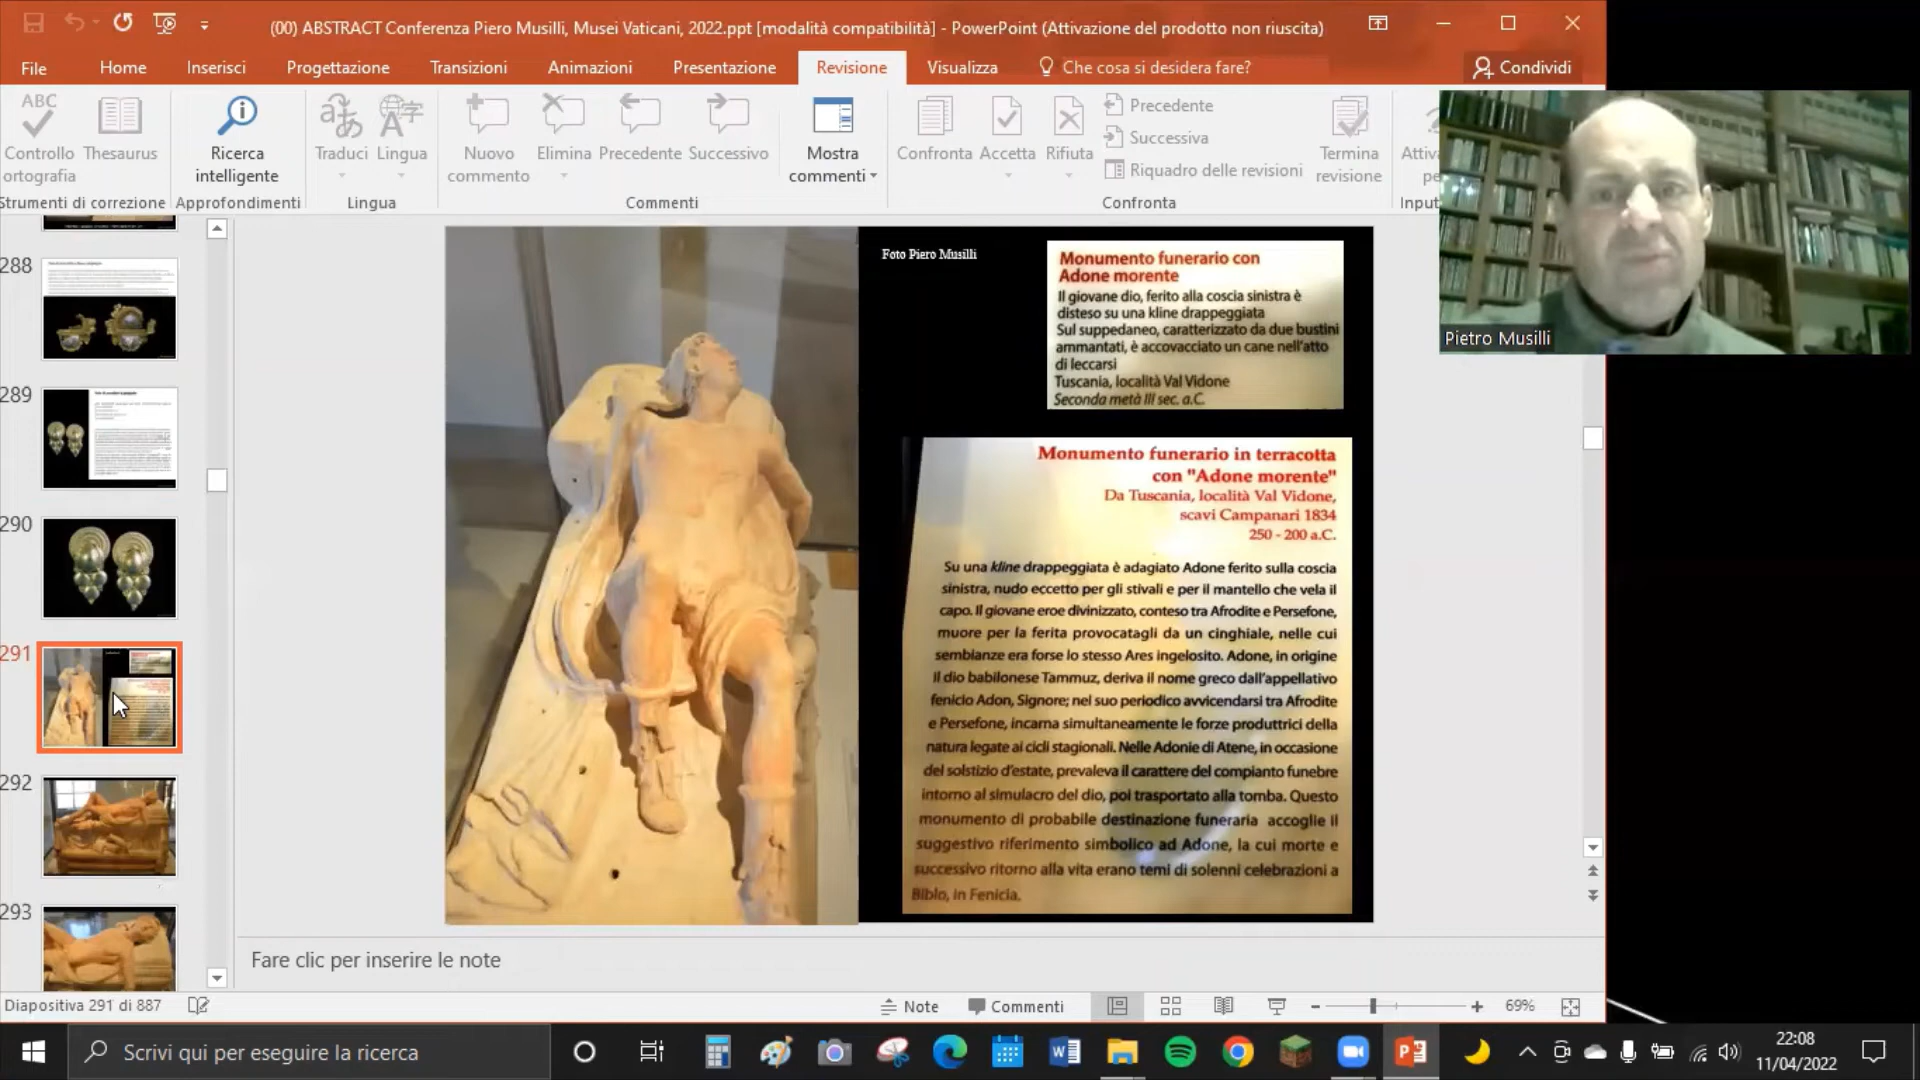 (00) ABSTRACT Conferenza Piero Musilli, Musei Vaticani, 2022.ppt [modalità compatibilità] - PowerPoint (Attivazione del prodotto non riuscita)
File Home Inserisci Progettazione Transizioni Animazioni Presentazione Revisione Visualizza Che cosa si desidera fare? Condividi
ABC
Controllo ortografia
Thesaurus
Ricerca intelligente
Traduci
Lingua
Nuovo commento
Elimina
Precedente
Successivo
Mostra commenti
Confronta
Accetta
Rifiuta
Precedente
Successiva
Riquadro delle revisioni
Termina revisione
Strumenti di correzione
Approfondimenti
Lingua
Commenti
Confronta
Pietro Musilli
288
289
290
291
292
293
Foto Piero Musilli
Monumento funerario con
Adone morente
Il giovane dio, ferito alla coscia sinistra è
disteso su una kline drappeggiata
Sul suppedaneo, caratterizzato da due bustini
ammantati, è accovacciato un cane nell'atto
di leccarsi
Tuscania, località Val Vidone
Seconda metà III sec. a.C.
Monumento funerario in terracotta
con "Adone morente"
Da Tuscania, località Val Vidone,
scavi Campanari 1834
250 - 200 a.C.
Su una kline drappeggiata è adagiato Adone ferito sulla coscia
sinistra, nudo eccetto per gli stivali e per il mantello che vela il
capo. Il giovane eroe divinizzato, conteso tra Afrodite e Persefone,
muore per la ferita provocatagli da un cinghiale, nelle cui
semblanze era forse lo stesso Ares ingelosito. Adone, in origine
il dio babilonese Tammuz, deriva il nome greco dall'appellativo
fenicio Adon, Signore; nel suo periodico avvicendarsi tra Afrodite
e Persefone, incarna simultaneamente le forze produttrici della
natura legate ai cicli stagionali. Nelle Adonie di Atene, in occasione
del solstizio d'estate, prevaleva il carattere del compianto funebre
intorno al simulacro del dio, poi trasportato alla tomba. Questo
monumento di probabile destinazione funeraria accoglie il
suggestivo riferimento simbolico ad Adone, la cui morte e
successivo ritorno alla vita erano temi di solenni celebrazioni a
Biblo, in Fenicia.
Fare clic per inserire le note
Diapositiva 291 di 887
Note
Commenti
69%
Scrivi qui per eseguire la ricerca
22:08
11/04/2022